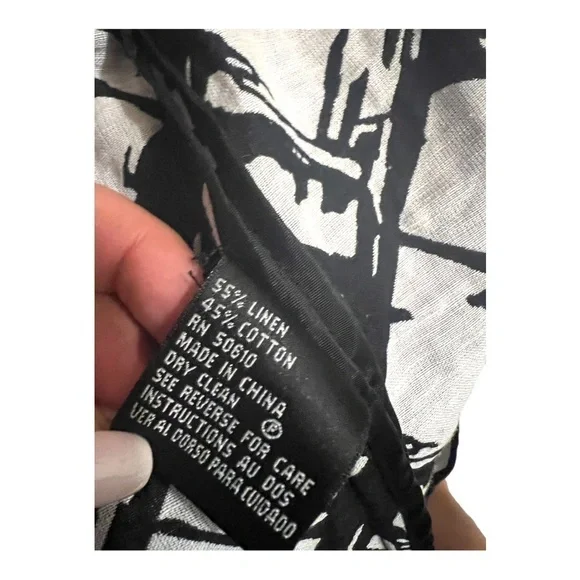 55% LINEN
45% COTTON
RN 50610
MADE IN CHINA
DRY CLEAN Ⓟ
SEE REVERSE FOR CARE
INSTRUCTIONS AU DOS
VER AL DORSO PARA CUIDADO